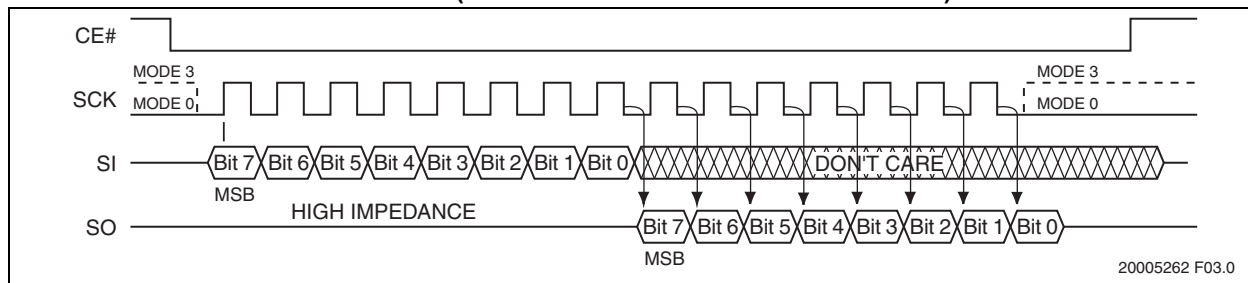 CE#
MODE 3 MODE 3
SCK MODE 0 MODE 0
SI Bit 7 Bit 6 Bit 5 Bit 4 Bit 3 Bit 2 Bit 1 Bit 0 DON'T CARE
MSB
HIGH IMPEDANCE
SO Bit 7 Bit 6 Bit 5 Bit 4 Bit 3 Bit 2 Bit 1 Bit 0
MSB
20005262 F03.0